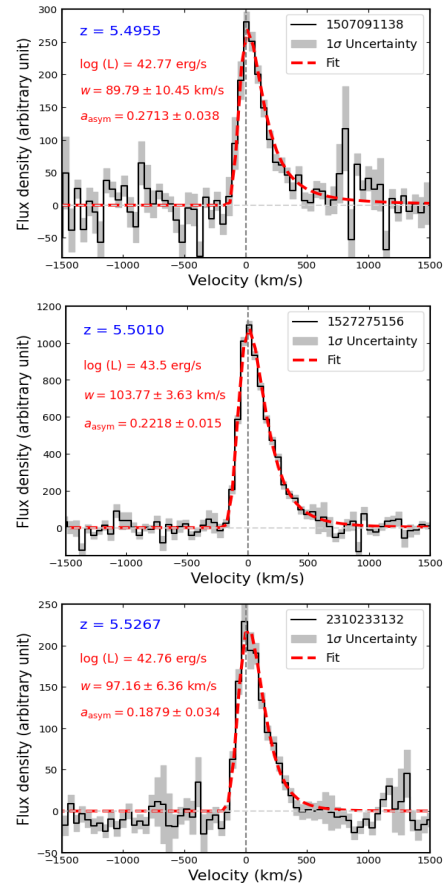 300
250
200
150
100
50
0
−50
z = 5.4955
log (L) = 42.77 erg/s
w = 89.79 ± 10.45 km/s
a_asym = 0.2713 ± 0.038
1507091138
1σ Uncertainty
Fit
Flux density (arbitrary unit)
−1500 −1000 −500 0 500 1000 1500
Velocity (km/s)
1200
1000
800
600
400
200
0
z = 5.5010
log (L) = 43.5 erg/s
w = 103.77 ± 3.63 km/s
a_asym = 0.2218 ± 0.015
1527275156
1σ Uncertainty
Fit
Flux density (arbitrary unit)
−1500 −1000 −500 0 500 1000 1500
Velocity (km/s)
250
200
150
100
50
0
−50
z = 5.5267
log (L) = 42.76 erg/s
w = 97.16 ± 6.36 km/s
a_asym = 0.1879 ± 0.034
2310233132
1σ Uncertainty
Fit
Flux density (arbitrary unit)
−1500 −1000 −500 0 500 1000 1500
Velocity (km/s)